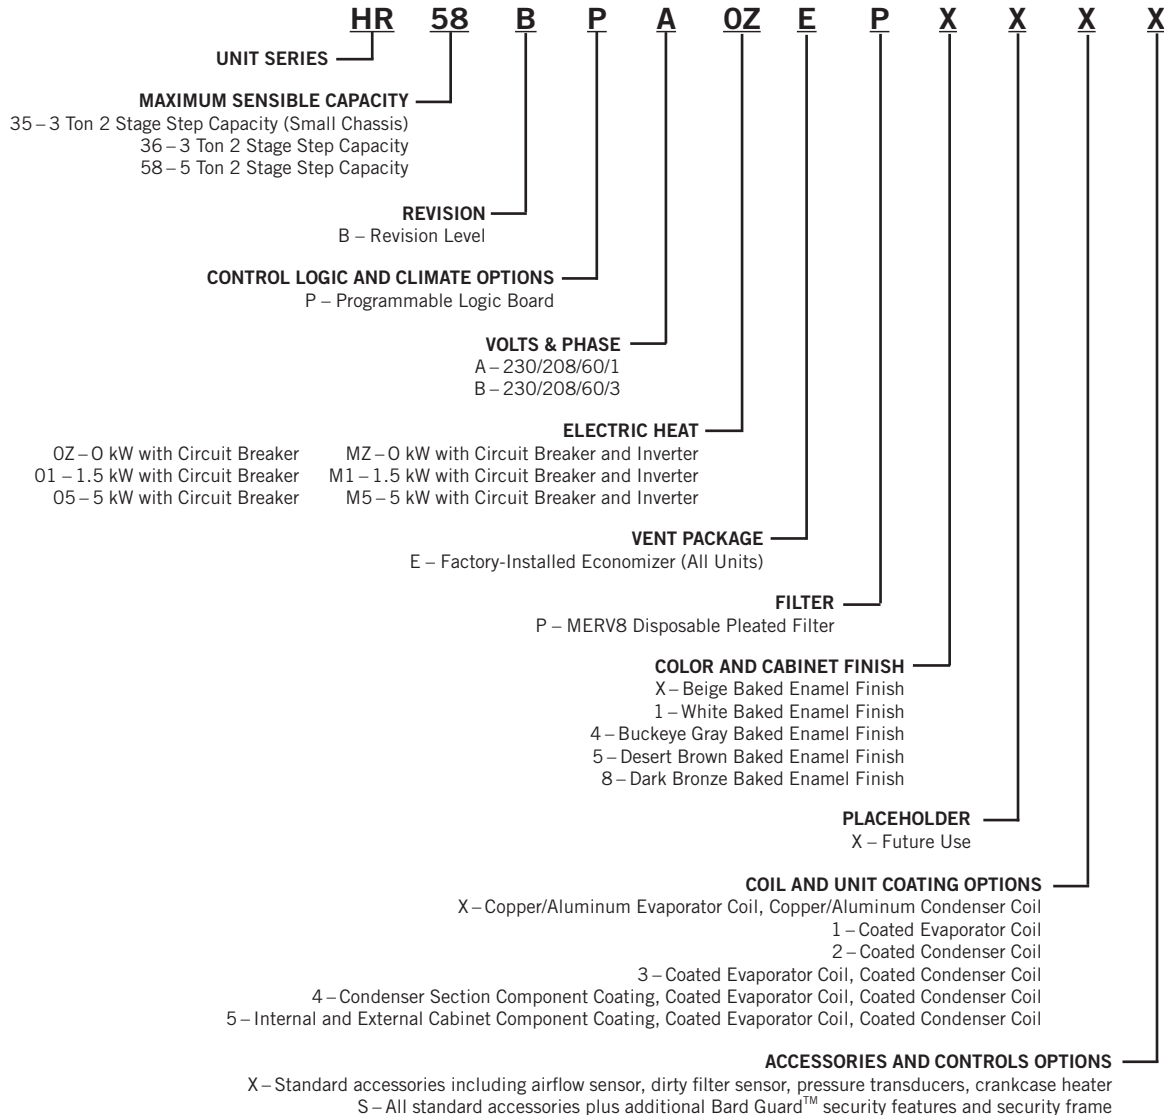 HR 58 B P A 0Z E P X X X X
UNIT SERIES
MAXIMUM SENSIBLE CAPACITY
35 – 3 Ton 2 Stage Step Capacity (Small Chassis)
36 – 3 Ton 2 Stage Step Capacity
58 – 5 Ton 2 Stage Step Capacity
REVISION
B – Revision Level
CONTROL LOGIC AND CLIMATE OPTIONS
P – Programmable Logic Board
VOLTS & PHASE
A – 230/208/60/1
B – 230/208/60/3
ELECTRIC HEAT
0Z – 0 kW with Circuit Breaker MZ – 0 kW with Circuit Breaker and Inverter
01 – 1.5 kW with Circuit Breaker M1 – 1.5 kW with Circuit Breaker and Inverter
05 – 5 kW with Circuit Breaker M5 – 5 kW with Circuit Breaker and Inverter
VENT PACKAGE
E – Factory-Installed Economizer (All Units)
FILTER
P – MERV8 Disposable Pleated Filter
COLOR AND CABINET FINISH
X – Beige Baked Enamel Finish
1 – White Baked Enamel Finish
4 – Buckeye Gray Baked Enamel Finish
5 – Desert Brown Baked Enamel Finish
8 – Dark Bronze Baked Enamel Finish
PLACEHOLDER
X – Future Use
COIL AND UNIT COATING OPTIONS
X – Copper/Aluminum Evaporator Coil, Copper/Aluminum Condenser Coil
1 – Coated Evaporator Coil
2 – Coated Condenser Coil
3 – Coated Evaporator Coil, Coated Condenser Coil
4 – Condenser Section Component Coating, Coated Evaporator Coil, Coated Condenser Coil
5 – Internal and External Cabinet Component Coating, Coated Evaporator Coil, Coated Condenser Coil
ACCESSORIES AND CONTROLS OPTIONS
X – Standard accessories including airflow sensor, dirty filter sensor, pressure transducers, crankcase heater
S – All standard accessories plus additional Bard Guard™ security features and security frame